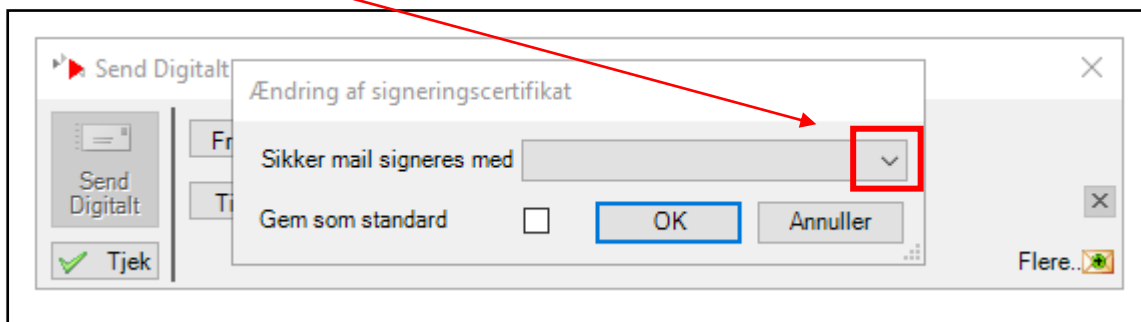 Send Digitalt
Ændring af signeringscertifikat
Fr
Sikker mail signeres med
Send
Digitalt
Ti
Gem som standard
OK
Annuller
Tjek
Flere..